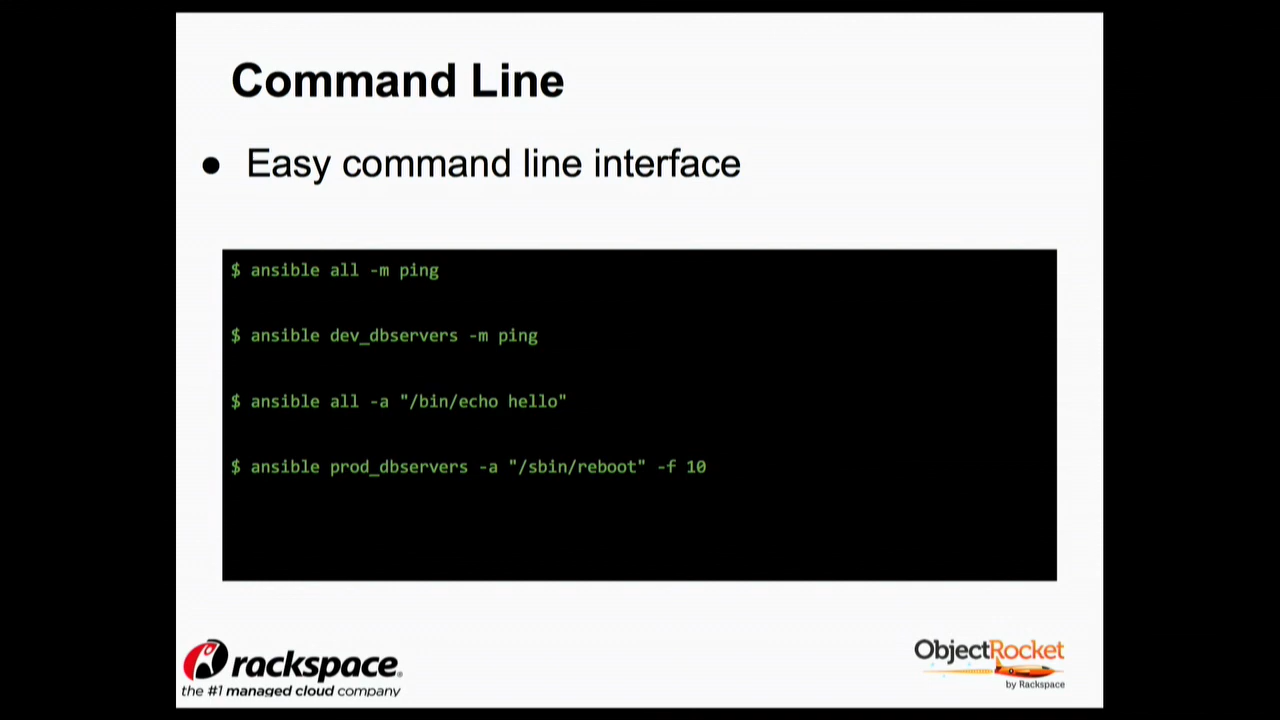 Command Line
● Easy command line interface
$ ansible all -m ping
$ ansible dev_dbservers -m ping
$ ansible all -a "/bin/echo hello"
$ ansible prod_dbservers -a "/sbin/reboot" -f 10
rackspace®
the #1 managed cloud company
ObjectRocket
by Rackspace